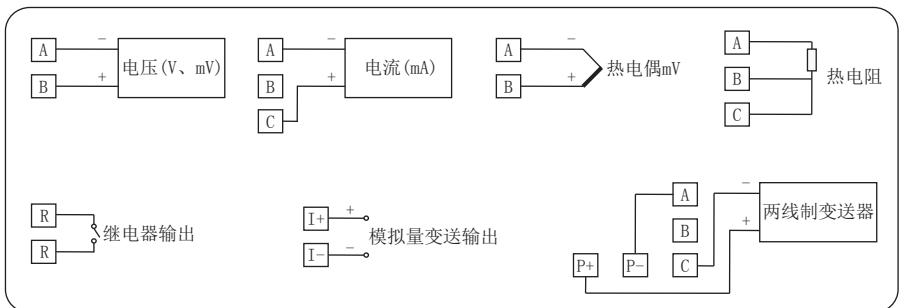 A
−
电压(V、mV)
B
+
A
−
电流(mA)
B
+
C
A
−
热电偶mV
B
+
A
B
热电阻
C
R
继电器输出
R
I+
+
模拟量变送输出
I−
−
A
−
两线制变送器
B
+
P+
P−
C